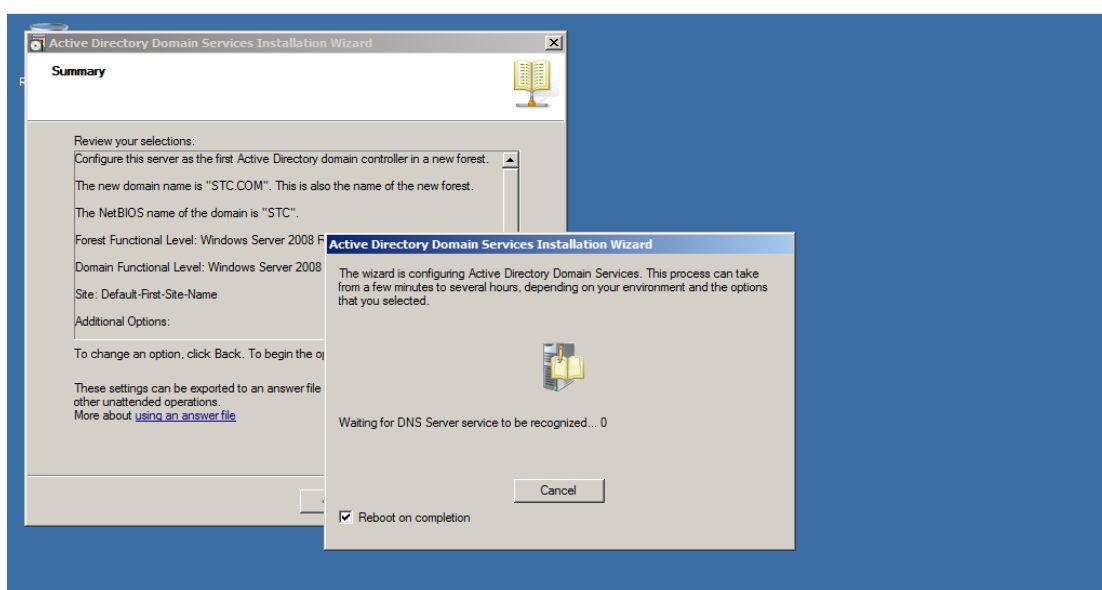 Active Directory Domain Services Installation Wizard
Summary
Review your selections:
Configure this server as the first Active Directory domain controller in a new forest.
The new domain name is "STC.COM". This is also the name of the new forest.
The NetBIOS name of the domain is "STC".
Forest Functional Level: Windows Server 2008
Domain Functional Level: Windows Server 2008
Site: Default-First-Site-Name
Additional Options:
To change an option, click Back. To begin the
These settings can be exported to an answer file
other unattended operations.
More about using an answer file
Active Directory Domain Services Installation Wizard
The wizard is configuring Active Directory Domain Services. This process can take
from a few minutes to several hours, depending on your environment and the options
that you selected.
Waiting for DNS Server service to be recognized... 0
Cancel
Reboot on completion